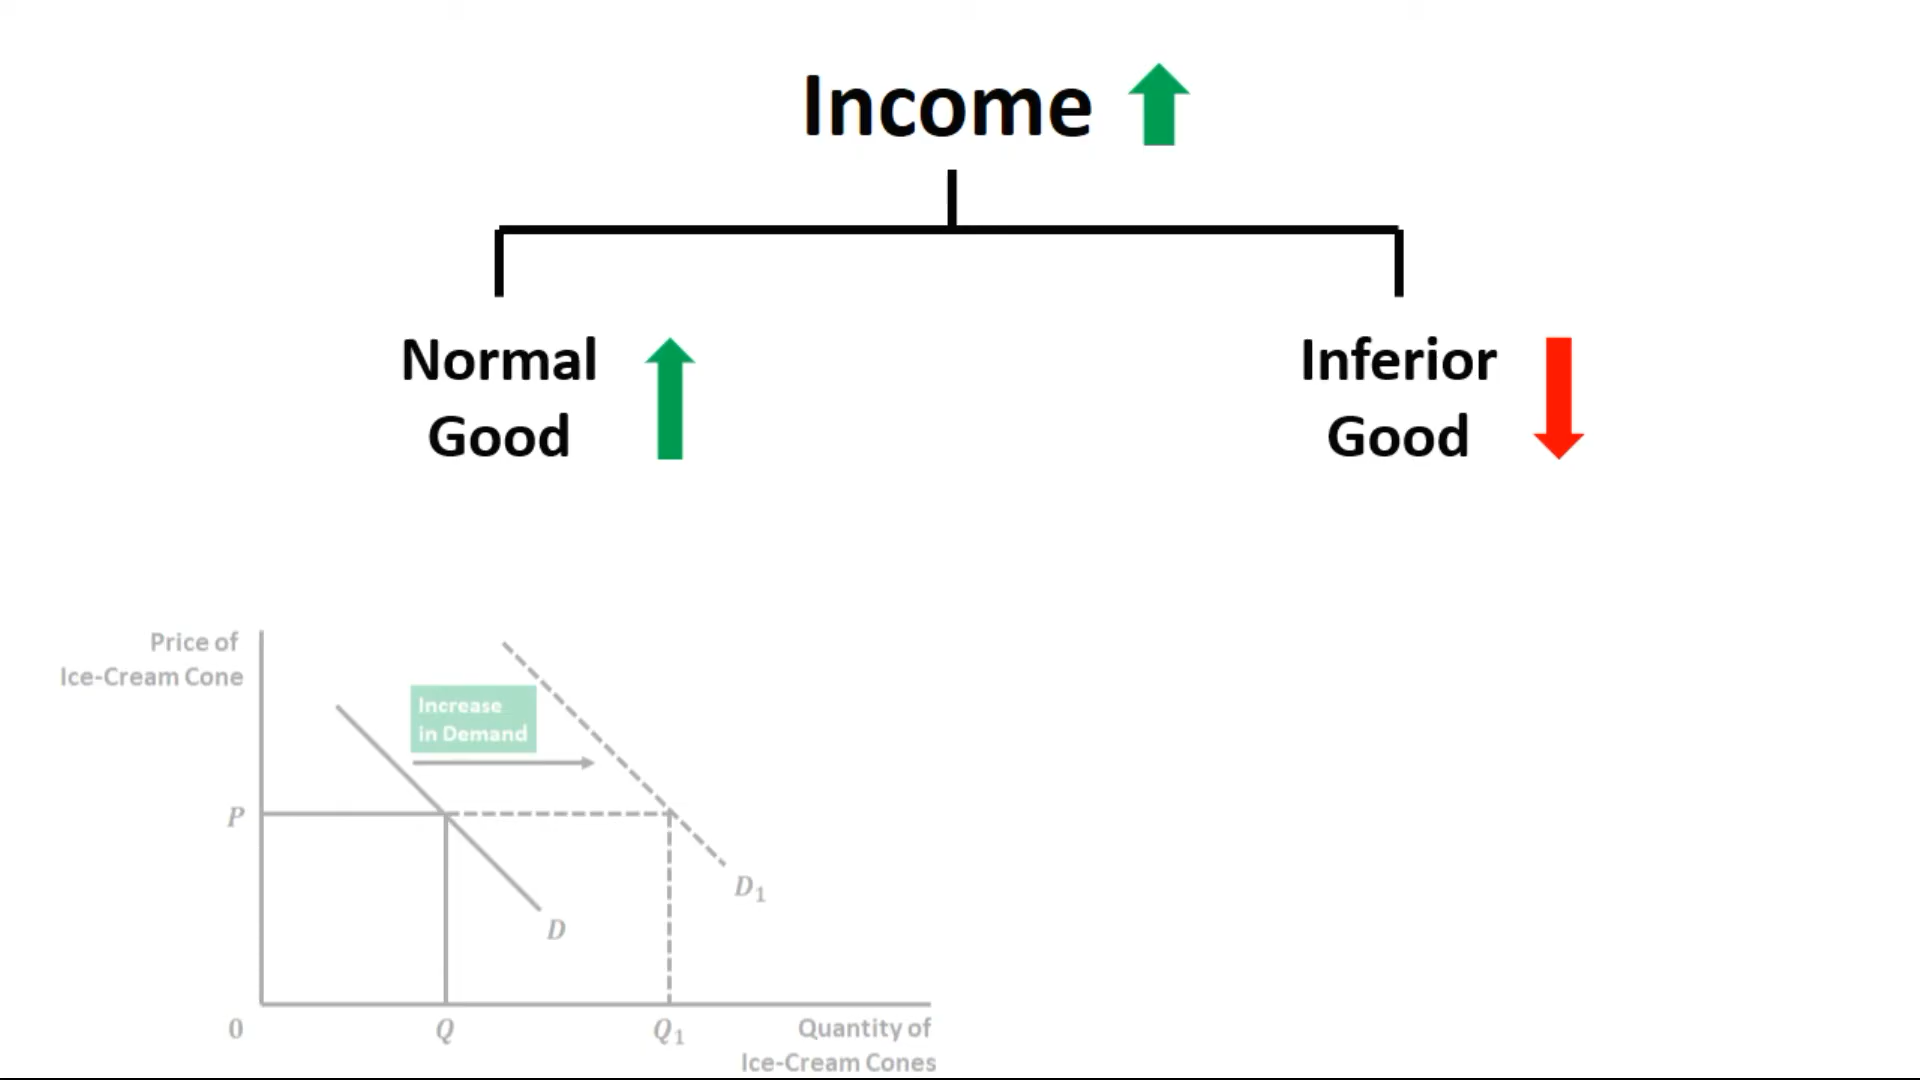 Income
Normal
Good
Inferior
Good
Price of
Ice-Cream Cone
Increase
in Demand
P
D₁
D
0
Q
Q₁
Quantity of
Ice-Cream Cones